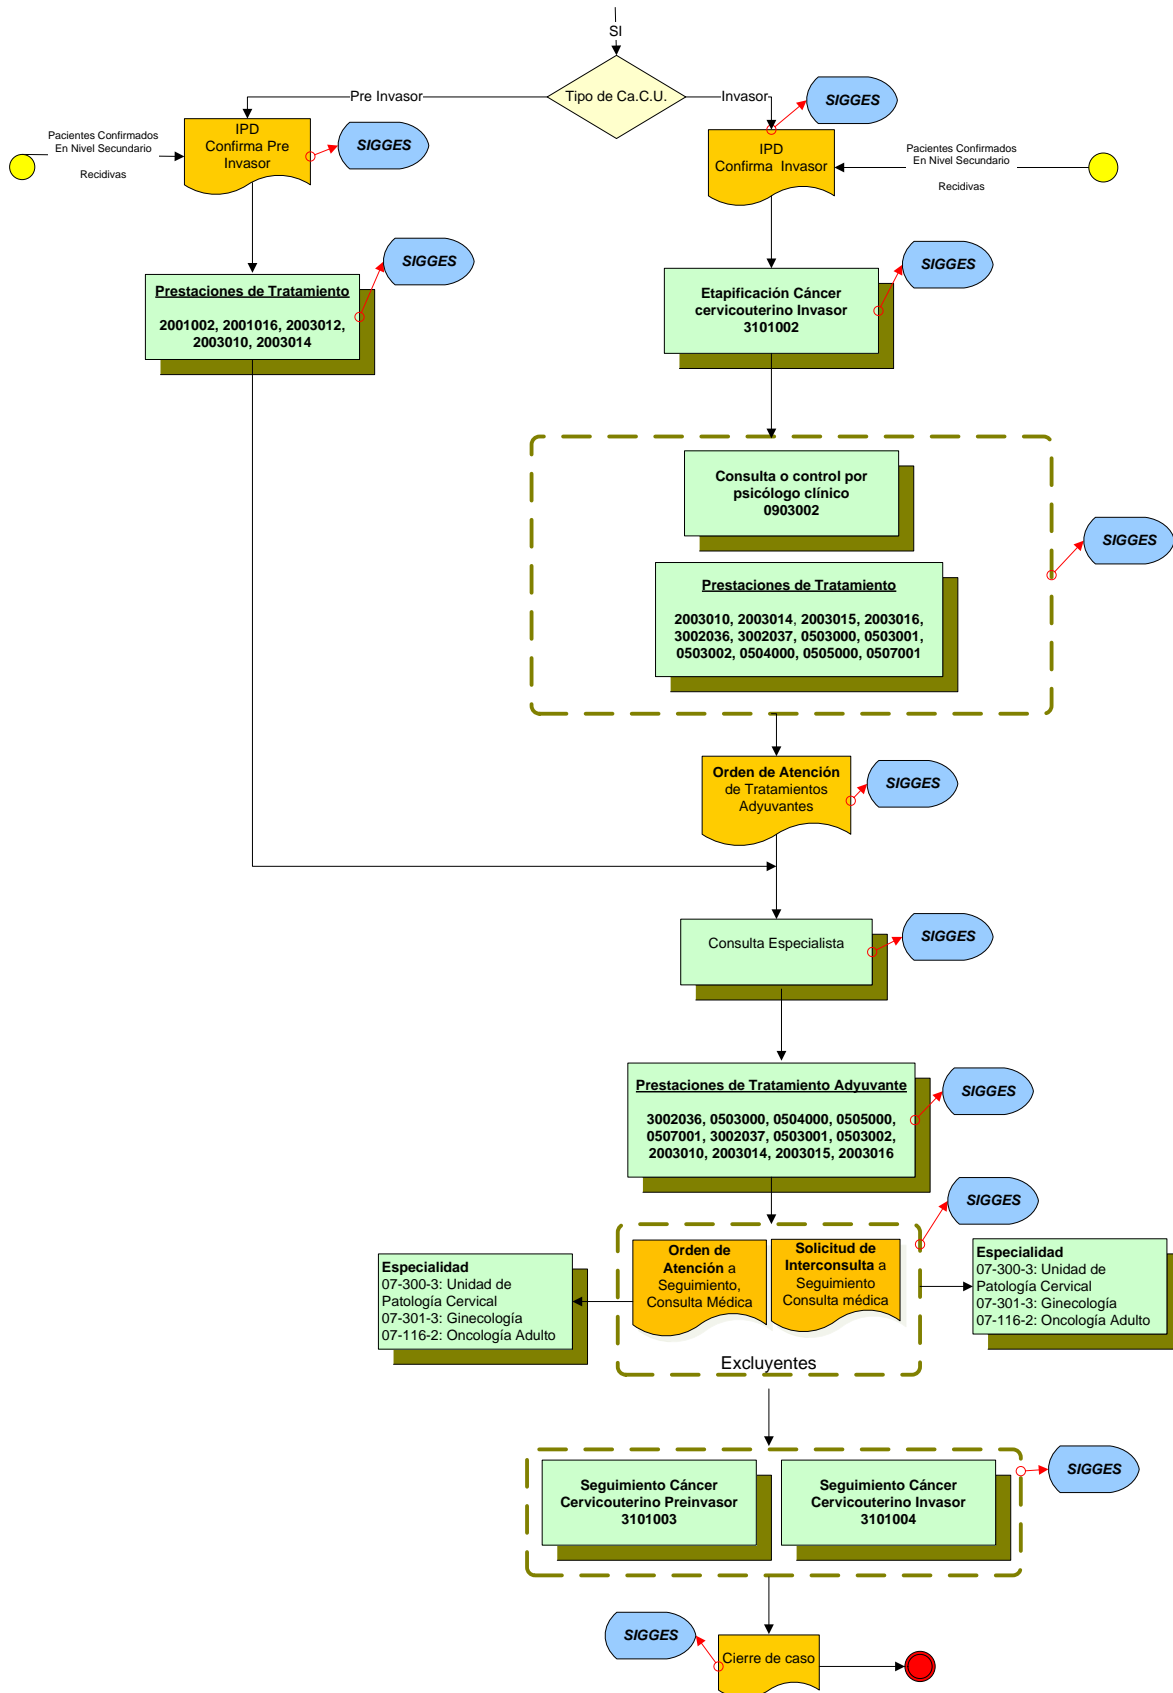 SI
Tipo de Ca.C.U.
Pre Invasor
Invasor
SIGGES
IPD
Confirma Pre
Invasor
SIGGES
Pacientes Confirmados
En Nivel Secundario
Recidivas
IPD
Confirma Invasor
Pacientes Confirmados
En Nivel Secundario
Recidivas
SIGGES
Prestaciones de Tratamiento
2001002, 2001016, 2003012,
2003010, 2003014
SIGGES
Etapificación Cáncer
cervicouterino Invasor
3101002
Consulta o control por
psicólogo clínico
0903002
SIGGES
Prestaciones de Tratamiento
2003010, 2003014, 2003015, 2003016,
3002036, 3002037, 0503000, 0503001,
0503002, 0504000, 0505000, 0507001
Orden de Atención
de Tratamientos
Adyuvantes
SIGGES
Consulta Especialista
SIGGES
Prestaciones de Tratamiento Adyuvante
3002036, 0503000, 0504000, 0505000,
0507001, 3002037, 0503001, 0503002,
2003010, 2003014, 2003015, 2003016
SIGGES
SIGGES
Especialidad
07-300-3: Unidad de
Patología Cervical
07-301-3: Ginecología
07-116-2: Oncología Adulto
Orden de
Atención a
Seguimiento,
Consulta Médica
Solicitud de
Interconsulta a
Seguimiento
Consulta médica
Especialidad
07-300-3: Unidad de
Patología Cervical
07-301-3: Ginecología
07-116-2: Oncología Adulto
Excluyentes
Seguimiento Cáncer
Cervicouterino Preinvasor
3101003
Seguimiento Cáncer
Cervicouterino Invasor
3101004
SIGGES
SIGGES
Cierre de caso